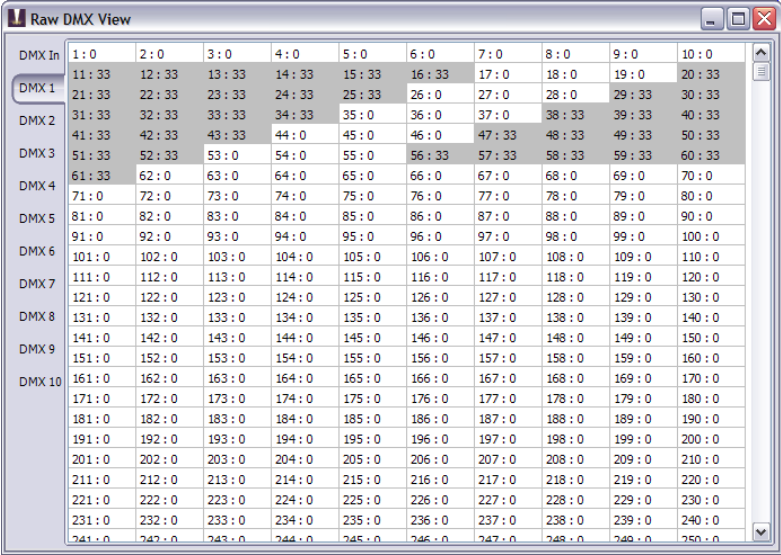 Raw DMX View
DMX In
DMX 1
DMX 2
DMX 3
DMX 4
DMX 5
DMX 6
DMX 7
DMX 8
DMX 9
DMX 10
1 : 0 2 : 0 3 : 0 4 : 0 5 : 0 6 : 0 7 : 0 8 : 0 9 : 0 10 : 0
11 : 33 12 : 33 13 : 33 14 : 33 15 : 33 16 : 33 17 : 0 18 : 0 19 : 0 20 : 33
21 : 33 22 : 33 23 : 33 24 : 33 25 : 33 26 : 0 27 : 0 28 : 0 29 : 33 30 : 33
31 : 33 32 : 33 33 : 33 34 : 33 35 : 0 36 : 0 37 : 0 38 : 33 39 : 33 40 : 33
41 : 33 42 : 33 43 : 33 44 : 0 45 : 0 46 : 0 47 : 33 48 : 33 49 : 33 50 : 33
51 : 33 52 : 33 53 : 0 54 : 0 55 : 0 56 : 33 57 : 33 58 : 33 59 : 33 60 : 33
61 : 33 62 : 0 63 : 0 64 : 0 65 : 0 66 : 0 67 : 0 68 : 0 69 : 0 70 : 0
71 : 0 72 : 0 73 : 0 74 : 0 75 : 0 76 : 0 77 : 0 78 : 0 79 : 0 80 : 0
81 : 0 82 : 0 83 : 0 84 : 0 85 : 0 86 : 0 87 : 0 88 : 0 89 : 0 90 : 0
91 : 0 92 : 0 93 : 0 94 : 0 95 : 0 96 : 0 97 : 0 98 : 0 99 : 0 100 : 0
101 : 0 102 : 0 103 : 0 104 : 0 105 : 0 106 : 0 107 : 0 108 : 0 109 : 0 110 : 0
111 : 0 112 : 0 113 : 0 114 : 0 115 : 0 116 : 0 117 : 0 118 : 0 119 : 0 120 : 0
121 : 0 122 : 0 123 : 0 124 : 0 125 : 0 126 : 0 127 : 0 128 : 0 129 : 0 130 : 0
131 : 0 132 : 0 133 : 0 134 : 0 135 : 0 136 : 0 137 : 0 138 : 0 139 : 0 140 : 0
141 : 0 142 : 0 143 : 0 144 : 0 145 : 0 146 : 0 147 : 0 148 : 0 149 : 0 150 : 0
151 : 0 152 : 0 153 : 0 154 : 0 155 : 0 156 : 0 157 : 0 158 : 0 159 : 0 160 : 0
161 : 0 162 : 0 163 : 0 164 : 0 165 : 0 166 : 0 167 : 0 168 : 0 169 : 0 170 : 0
171 : 0 172 : 0 173 : 0 174 : 0 175 : 0 176 : 0 177 : 0 178 : 0 179 : 0 180 : 0
181 : 0 182 : 0 183 : 0 184 : 0 185 : 0 186 : 0 187 : 0 188 : 0 189 : 0 190 : 0
191 : 0 192 : 0 193 : 0 194 : 0 195 : 0 196 : 0 197 : 0 198 : 0 199 : 0 200 : 0
201 : 0 202 : 0 203 : 0 204 : 0 205 : 0 206 : 0 207 : 0 208 : 0 209 : 0 210 : 0
211 : 0 212 : 0 213 : 0 214 : 0 215 : 0 216 : 0 217 : 0 218 : 0 219 : 0 220 : 0
221 : 0 222 : 0 223 : 0 224 : 0 225 : 0 226 : 0 227 : 0 228 : 0 229 : 0 230 : 0
231 : 0 232 : 0 233 : 0 234 : 0 235 : 0 236 : 0 237 : 0 238 : 0 239 : 0 240 : 0
241 : 0 242 : 0 243 : 0 244 : 0 245 : 0 246 : 0 247 : 0 248 : 0 249 : 0 250 : 0